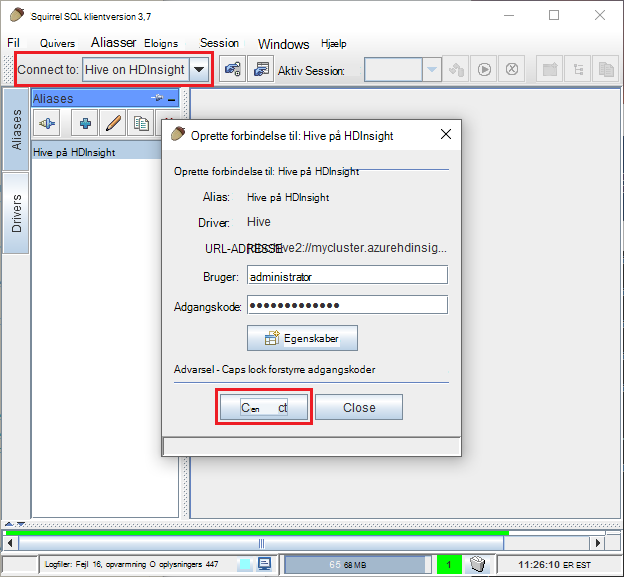 Squirrel SQL klientversion 3,7
Fil Quivers Aliasser Eloigns Session Windows Hjælp
Connect to: Hive on HDInsight Aktiv Session:
Aliases
Aliases
Hive på HDInsight
Drivers
Oprette forbindelse til: Hive på HDInsight
Oprette forbindelse til: Hive på HDInsight
Alias: Hive på HDInsight
Driver: Hive
URL-ADRESSE hive2://mycluster.azurehdinsig...
Bruger: administrator
Adgangskode: •••••••••••••
Egenskaber
Advarsel - Caps lock forstyrre adgangskoder
C en ct Close
Logfiler: Fejl 16, opvarmning O oplysningers 447 65 68 MB 1 11:26:10 ER EST